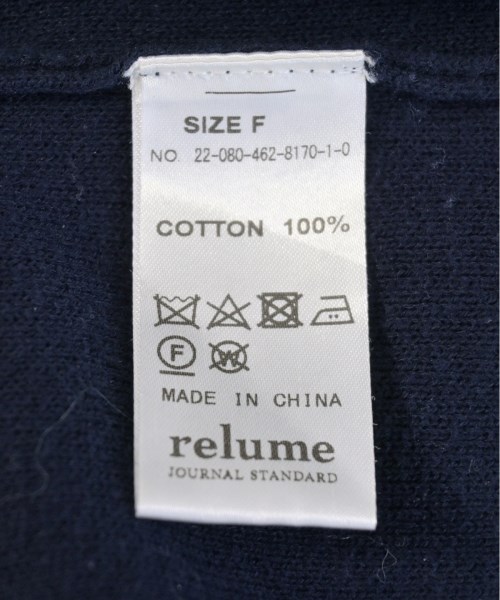 SIZE F
NO. 22-080-462-8170-1-0
COTTON 100%
F W
MADE IN CHINA
relume
JOURNAL STANDARD